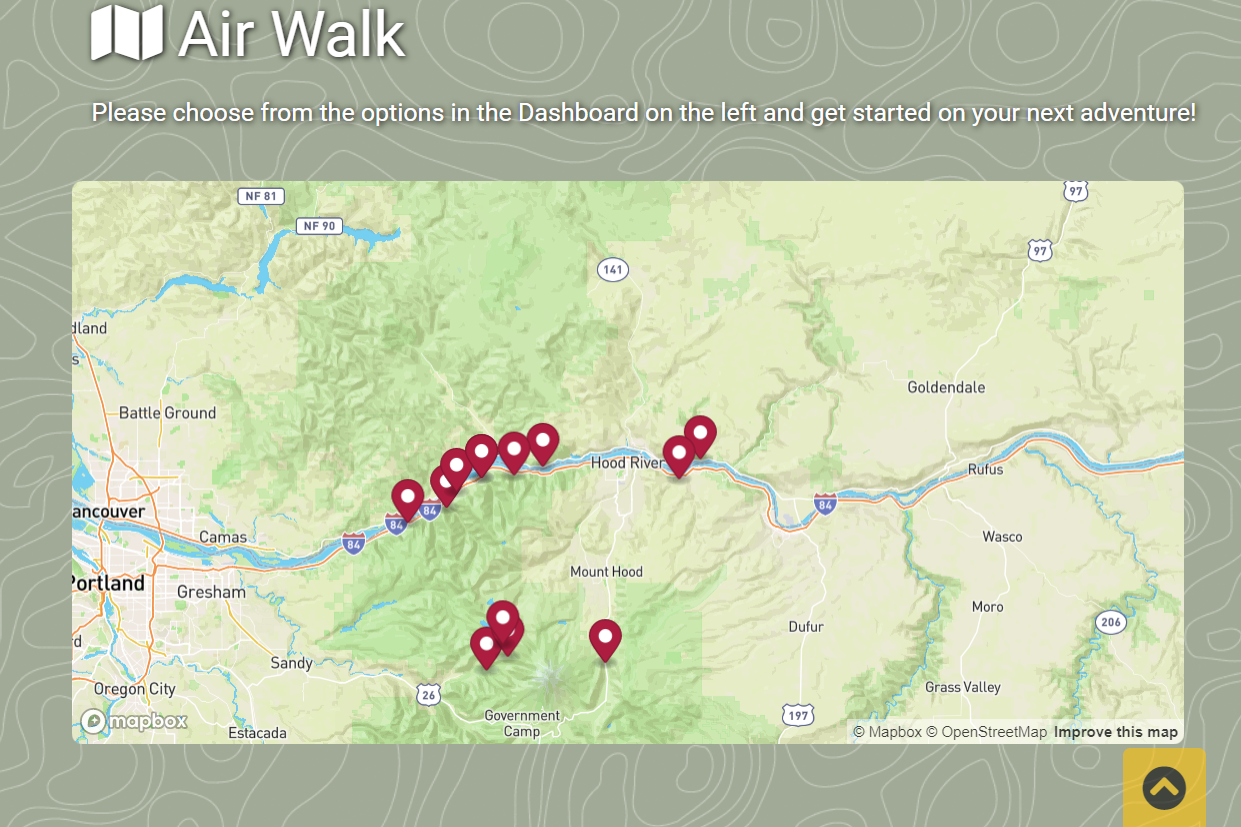 Air Walk
Please choose from the options in the Dashboard on the left and get started on your next adventure!
NF 81
97
NF 90
97
141
dland
s
Goldendale
Battle Ground
Hood River
Rufus
84
ancouver
84
84
Camas
84
Wasco
Mount Hood
Portland
Gresham
Moro
206
Dufur
rd
Sandy
Oregon City
26
Grass Valley
Government
Camp
197
mapbox
Estacada
© Mapbox © OpenStreetMap Improve this map